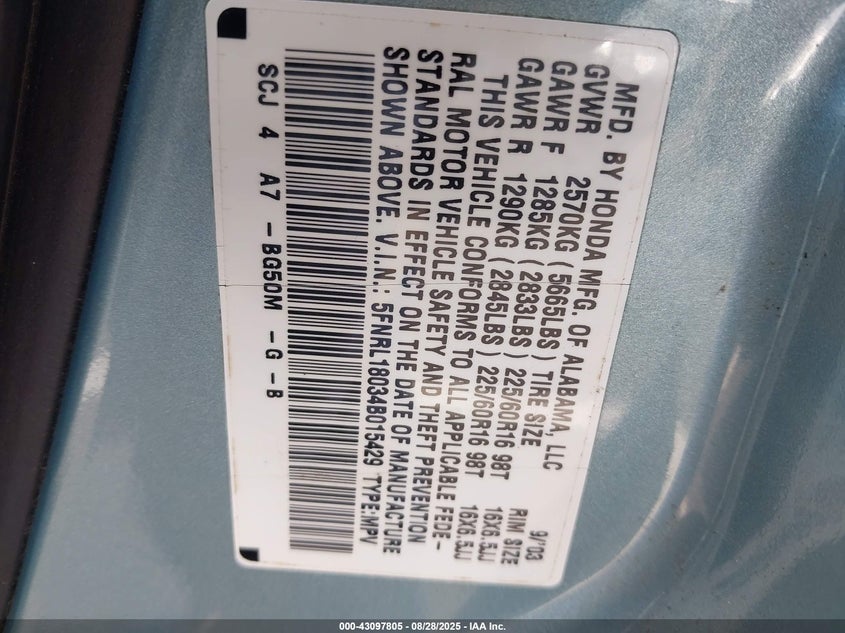 MFD. BY HONDA MFG. OF ALABAMA, LLC 9/'03
GVWR 2570KG (5665LBS) TIRE SIZE RIM SIZE
GAWR F 1285KG (2833LBS) 225/60R16 98T 16X6.5JJ
GAWR R 1290KG (2845LBS) 225/60R16 98T 16X6.5JJ
THIS VEHICLE CONFORMS TO ALL APPLICABLE FEDE-
RAL MOTOR VEHICLE SAFETY AND THEFT PREVENTION
STANDARDS IN EFFECT ON THE DATE OF MANUFACTURE
SHOWN ABOVE. V.I.N.: 5FNRL18034B015429 TYPE:MPV
SCJ 4 A7 -BG50M -G -B
000-43097805 - 08/28/2025 - IAA Inc.